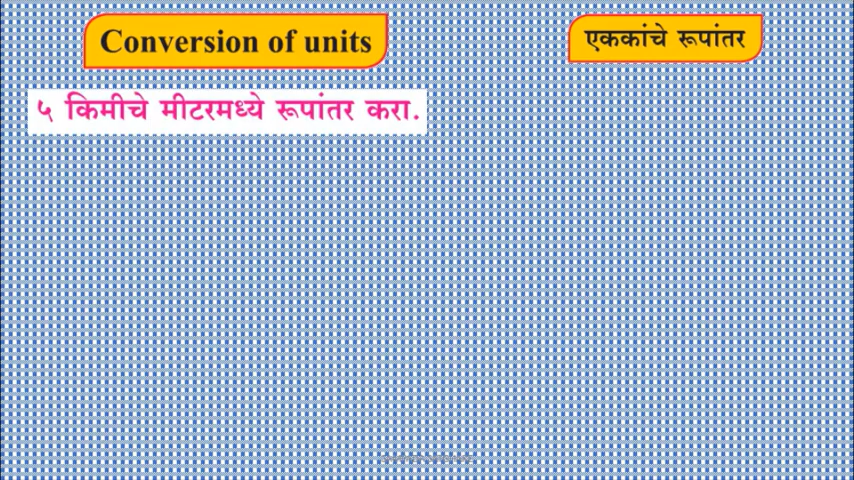 Conversion of units
एककांचे रूपांतर
५ किमीचे मीटरमध्ये रूपांतर करा.